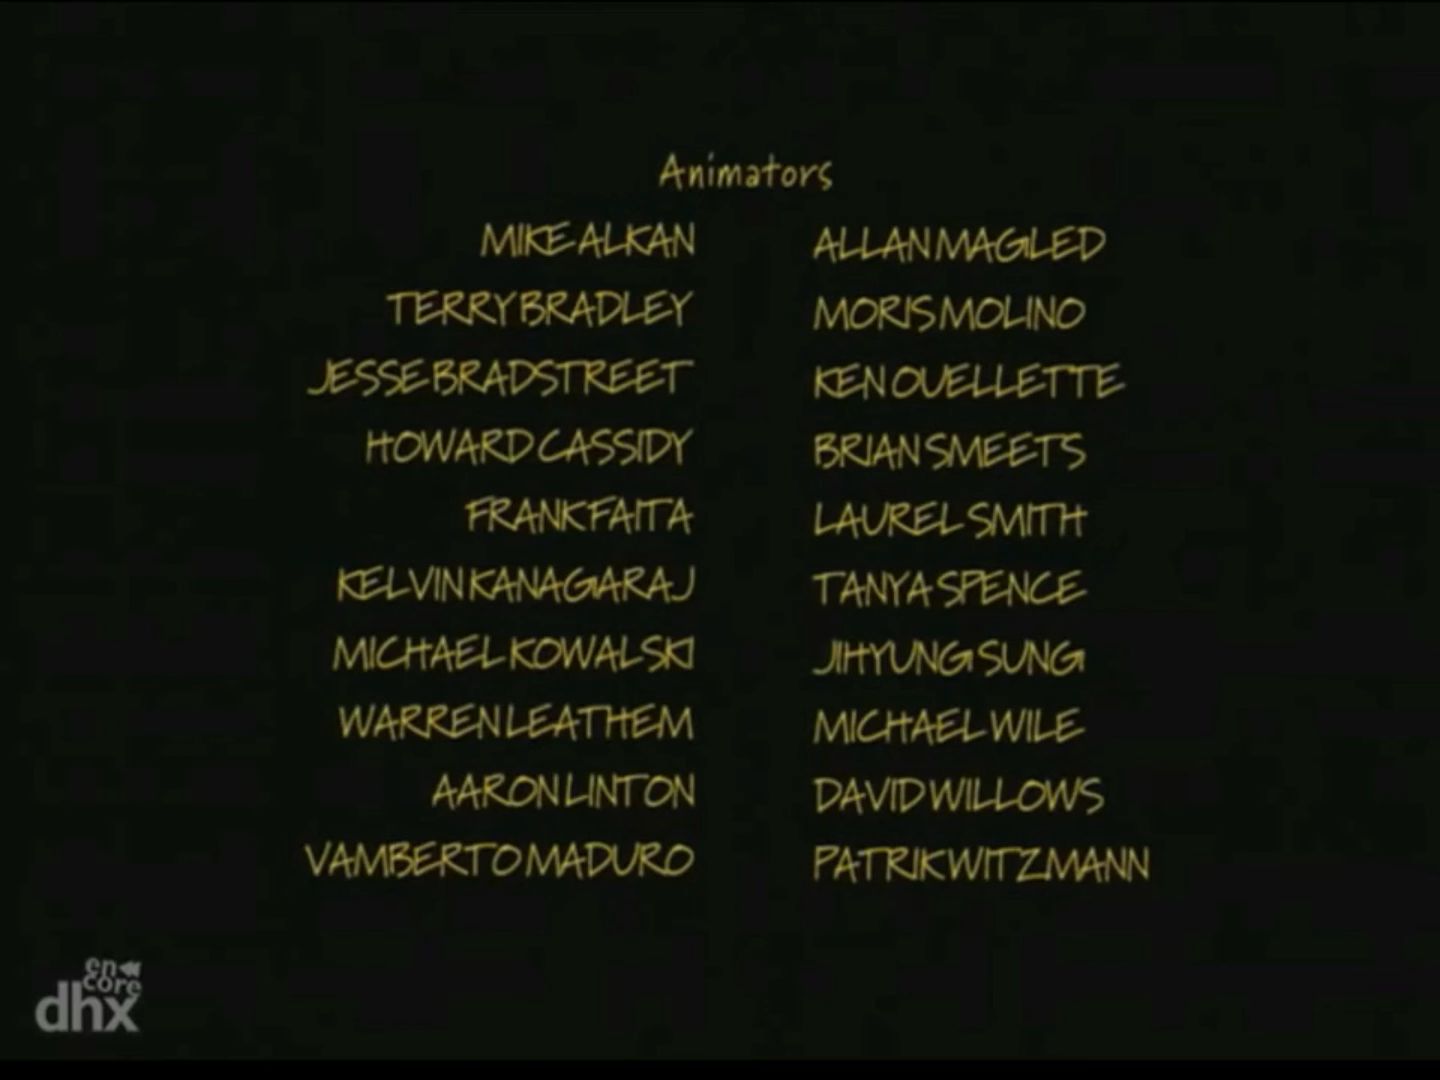 Animators
MIKE ALKAN
TERRY BRADLEY
JESSE BRADSTREET
HOWARD CASSIDY
FRANK FAITA
KELVIN KANAGARAJ
MICHAEL KOWALSKI
WARREN LEATHEM
AARON LINTON
VAMBERTO MADURO
ALLAN MAGLED
MORIS MOLINO
KEN OUELLETTE
BRIAN SMEETS
LAUREL SMITH
TANYA SPENCE
JIHYUNG SUNG
MICHAEL WILE
DAVID WILLOWS
PATRIK WITZMANN
en
core
dhx